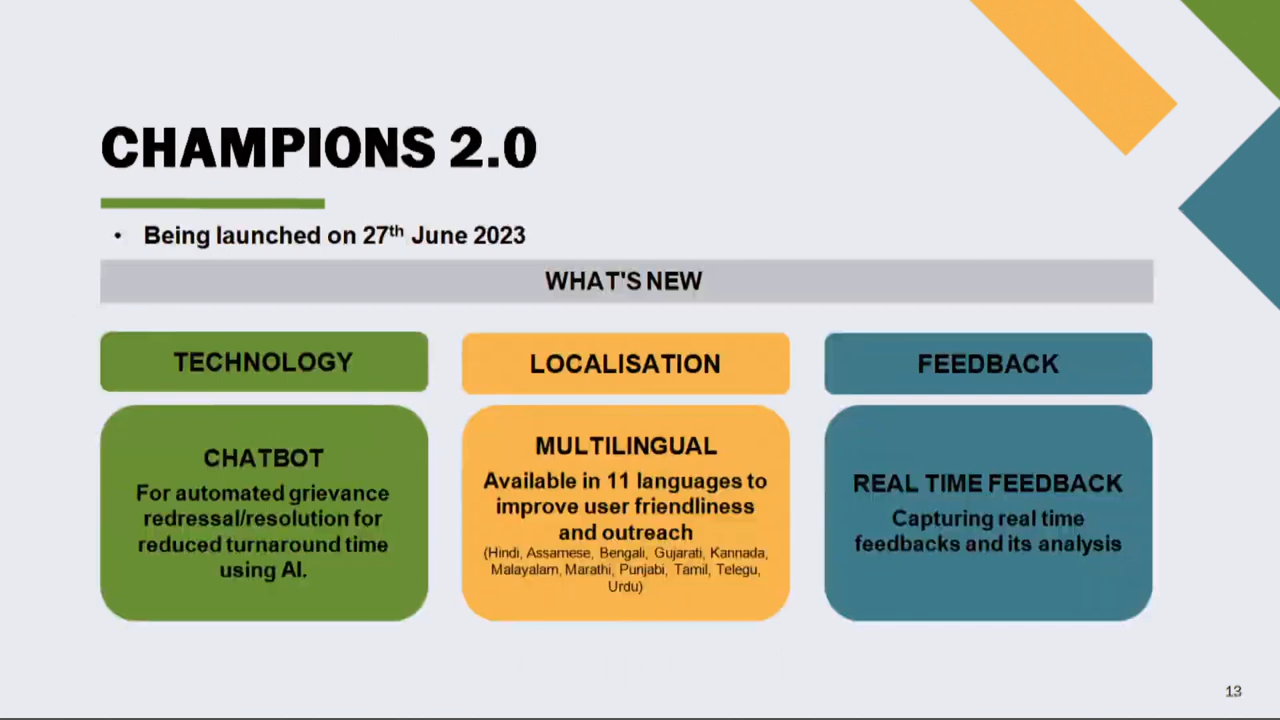 CHAMPIONS 2.0
• Being launched on 27th June 2023
WHAT'S NEW
TECHNOLOGY
LOCALISATION
FEEDBACK
CHATBOT
For automated grievance
redressal/resolution for
reduced turnaround time
using AI.
MULTILINGUAL
Available in 11 languages to
improve user friendliness
and outreach
(Hindi, Assamese, Bengali, Gujarati, Kannada,
Malayalam, Marathi, Punjabi, Tamil, Telegu,
Urdu)
REAL TIME FEEDBACK
Capturing real time
feedbacks and its analysis
13